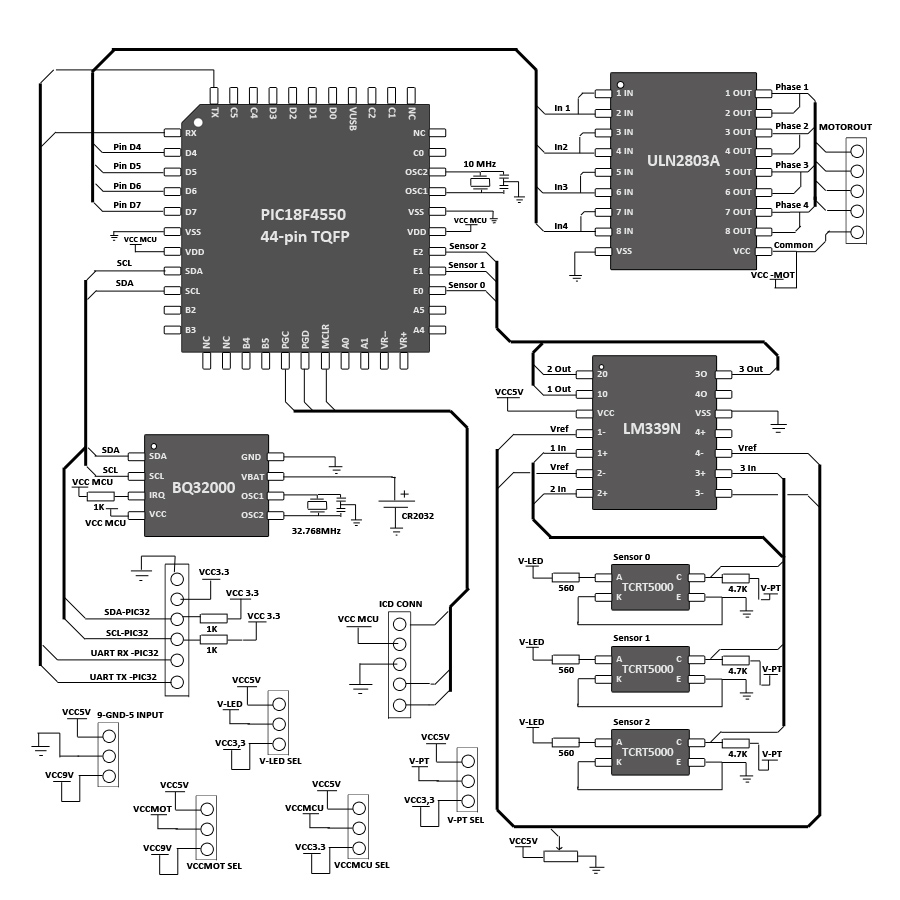 TX
C5
C4
D3
D2
D1
D0
VUSB
C2
C1
NC
RX
D4
D5
D6
D7
VSS
VDD
SDA
SCL
B2
B3
Pin D4
Pin D5
Pin D6
Pin D7
VCC MCU
SCL
SDA
PIC18F4550
44-pin TQFP
NC
C0
OSC2
OSC1
VSS
VDD
E2
E1
E0
A5
A4
10 MHz
VCC MCU
Sensor 2
Sensor 1
Sensor 0
NC
NC
B4
B5
PGC
PGD
MCLR
A0
A1
VR–
VR+
In 1
In2
In3
In4
1 IN
2 IN
3 IN
4 IN
5 IN
6 IN
7 IN
8 IN
VSS
ULN2803A
1 OUT
2 OUT
3 OUT
4 OUT
5 OUT
6 OUT
7 OUT
8 OUT
VCC
Phase 1
Phase 2
Phase 3
Phase 4
Common
VCC -MOT
MOTOROUT
2 Out
1 Out
VCC5V
Vref
1 In
Vref
2 In
20
10
VCC
1-
1+
2-
2+
LM339N
3O
4O
VSS
4+
4-
3+
3-
3 Out
Vref
3 In
SDA
SCL
VCC MCU
1K
VCC MCU
SDA
SCL
IRQ
VCC
BQ32000
GND
VBAT
OSC1
OSC2
32.768MHz
+
CR2032
VCC3.3
VCC 3.3
VCC 3.3
SDA-PIC32
1K
SCL-PIC32
1K
UART RX -PIC32
UART TX -PIC32
ICD CONN
VCC MCU
Sensor 0
V-LED
560
A
K
TCRT5000
C
E
4.7K
V-PT
Sensor 1
V-LED
560
A
K
TCRT5000
C
E
4.7K
V-PT
Sensor 2
V-LED
560
A
K
TCRT5000
C
E
4.7K
V-PT
9-GND-5 INPUT
VCC5V
VCC9V
VCC5V
V-LED
VCC3,3
V-LED SEL
VCC5V
V-PT
VCC3,3
V-PT SEL
VCC5V
VCCMOT
VCC9V
VCCMOT SEL
VCC5V
VCCMCU
VCC3.3
VCCMCU SEL
VCC5V